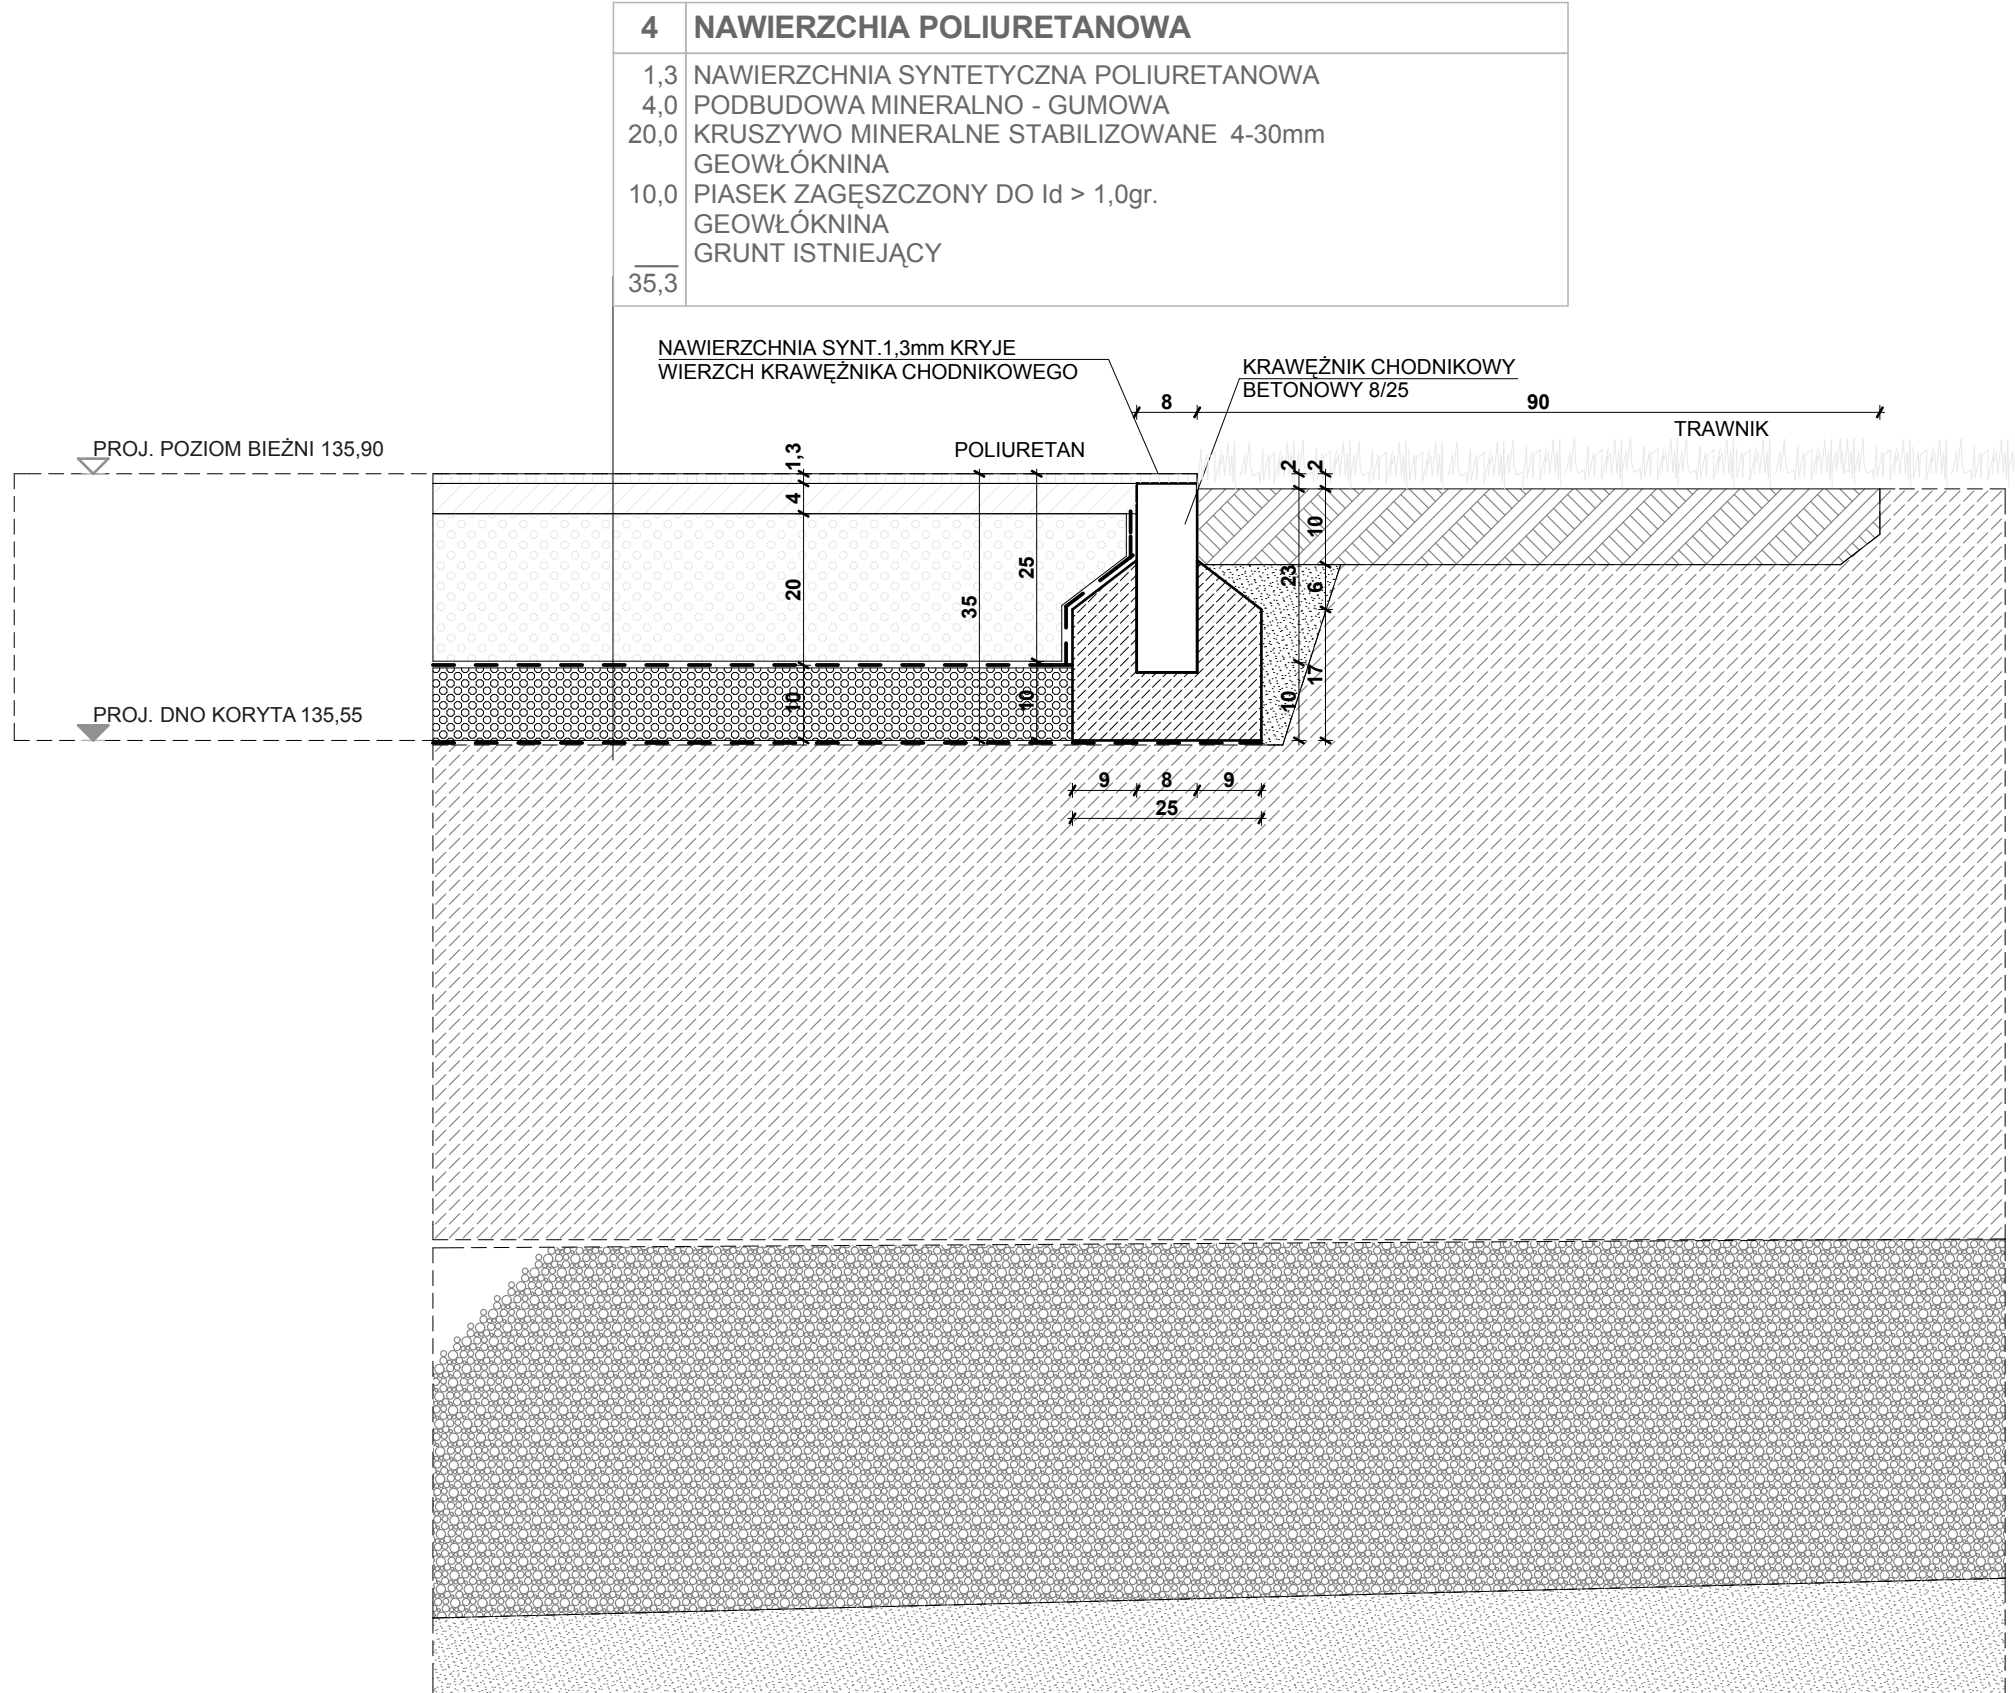 4 NAWIERZCHIA POLIURETANOWA
1,3 NAWIERZCHNIA SYNTETYCZNA POLIURETANOWA
4,0 PODBUDOWA MINERALNO - GUMOWA
20,0 KRUSZYWO MINERALNE STABILIZOWANE 4-30mm
GEOWŁÓKNINA
10,0 PIASEK ZAGĘSZCZONY DO Id > 1,0gr.
GEOWŁÓKNINA
GRUNT ISTNIEJĄCY
35,3
NAWIERZCHNIA SYNT.1,3mm KRYJE
WIERZCH KRAWĘŻNIKA CHODNIKOWEGO
KRAWĘŻNIK CHODNIKOWY
BETONOWY 8/25
8
90
TRAWNIK
PROJ. POZIOM BIEŻNI 135,90
POLIURETAN
1,3
4
20
10
35
25
10
2
23
10
2
10
6
17
PROJ. DNO KORYTA 135,55
9
8
9
25